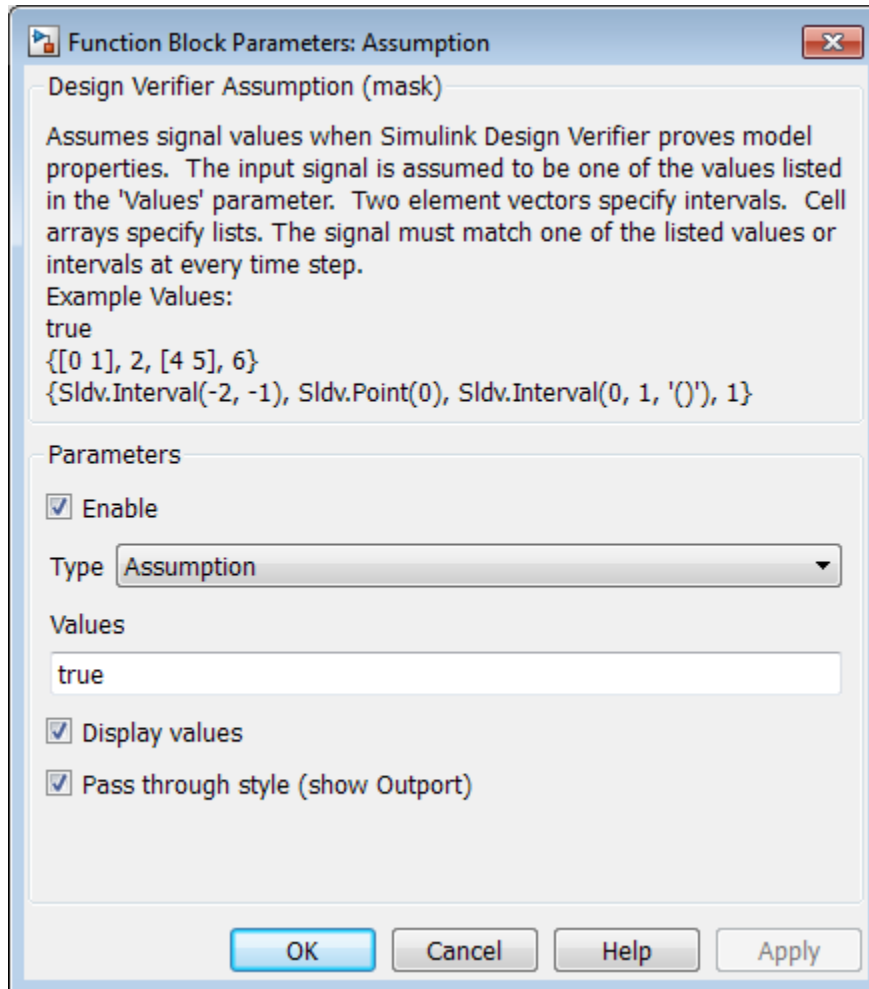 Function Block Parameters: Assumption
Design Verifier Assumption (mask)
Assumes signal values when Simulink Design Verifier proves model
properties.  The input signal is assumed to be one of the values listed
in the 'Values' parameter.  Two element vectors specify intervals.  Cell
arrays specify lists. The signal must match one of the listed values or
intervals at every time step.
Example Values:
true
{[0 1], 2, [4 5], 6}
{Sldv.Interval(-2, -1), Sldv.Point(0), Sldv.Interval(0, 1, '()'), 1}
Parameters
Enable
Type Assumption
Values
true
Display values
Pass through style (show Outport)
OK Cancel Help Apply